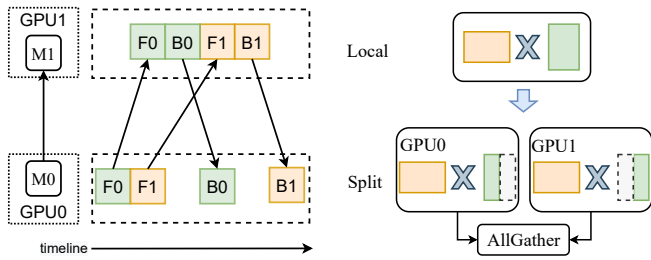 GPU1
M1
F0 B0 F1 B1
M0
GPU0
F0 F1 B0 B1
timeline
Local
X
Split
GPU0
X
GPU1
X
AllGather